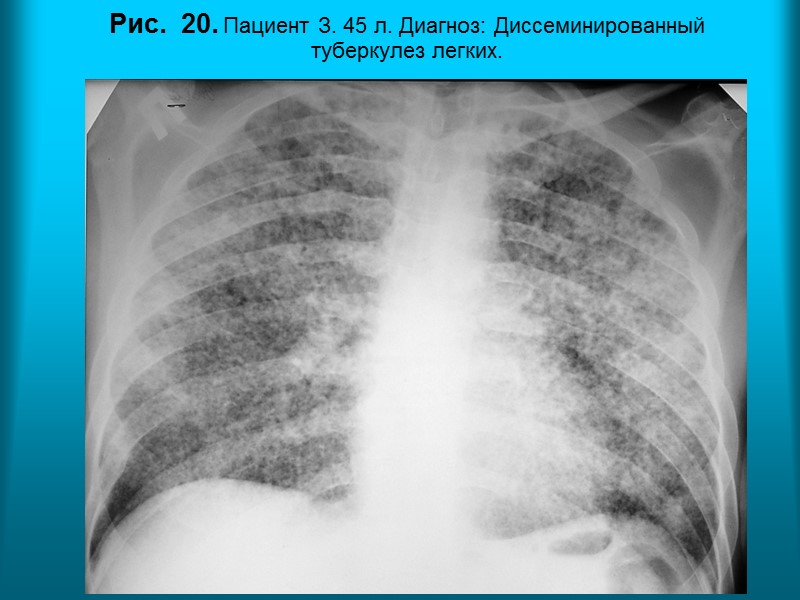 Рис. 20. Пациент З. 45 л. Диагноз: Диссеминированный
туберкулез легких.